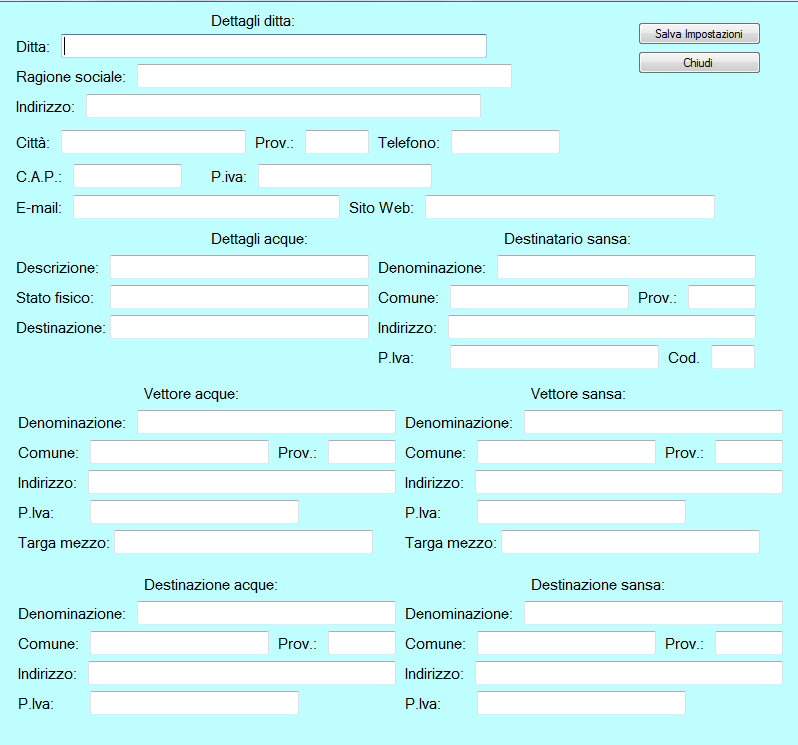 Dettagli ditta:
Ditta:
Salva Impostazioni
Chiudi
Ragione sociale:
Indirizzo:
Città: Prov.: Telefono:
C.A.P.: P.iva:
E-mail: Sito Web:
Dettagli acque: Destinatario sansa:
Descrizione: Denominazione:
Stato fisico: Comune: Prov.:
Destinazione: Indirizzo:
P.Iva: Cod.
Vettore acque: Vettore sansa:
Denominazione: Denominazione:
Comune: Prov.: Comune: Prov.:
Indirizzo: Indirizzo:
P.Iva: P.Iva:
Targa mezzo: Targa mezzo:
Destinazione acque: Destinazione sansa:
Denominazione: Denominazione:
Comune: Prov.: Comune: Prov.:
Indirizzo: Indirizzo:
P.Iva: P.Iva: